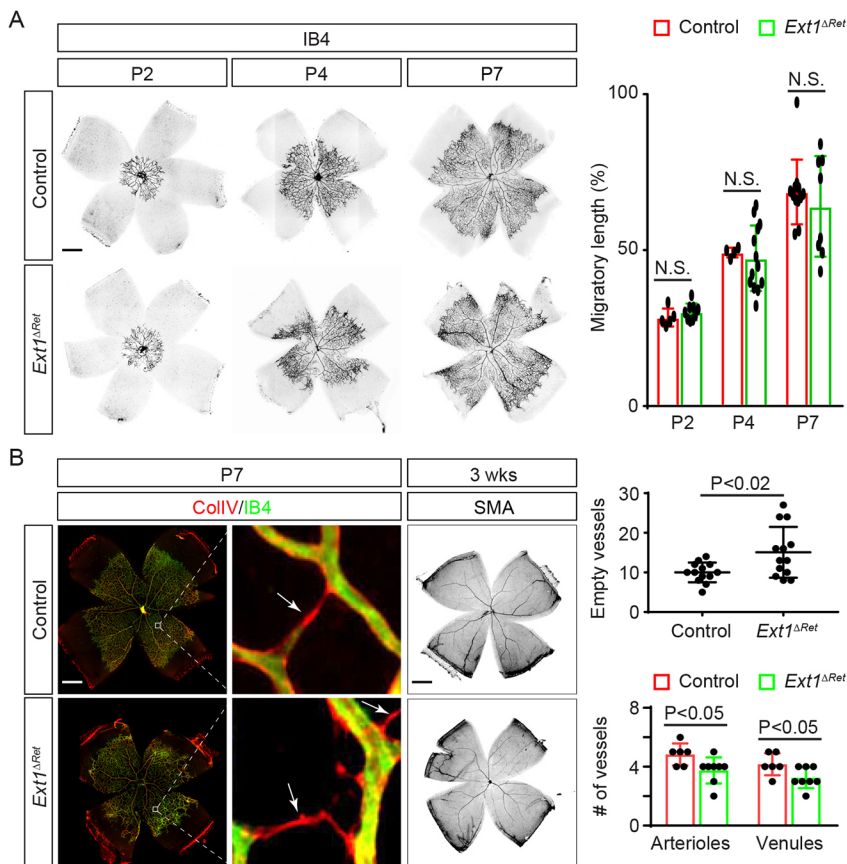 A
IB4
P2
P4
P7
Control
Ext1ΔRet
Control
Ext1ΔRet
Migratory length (%)
100
50
0
N.S.
N.S.
N.S.
P2
P4
P7
B
P7
3 wks
ColIV/IB4
SMA
Control
Ext1ΔRet
Empty vessels
30
20
10
0
P<0.02
Control
Ext1ΔRet
Control
Ext1ΔRet
# of vessels
8
4
0
P<0.05
P<0.05
Arterioles
Venules